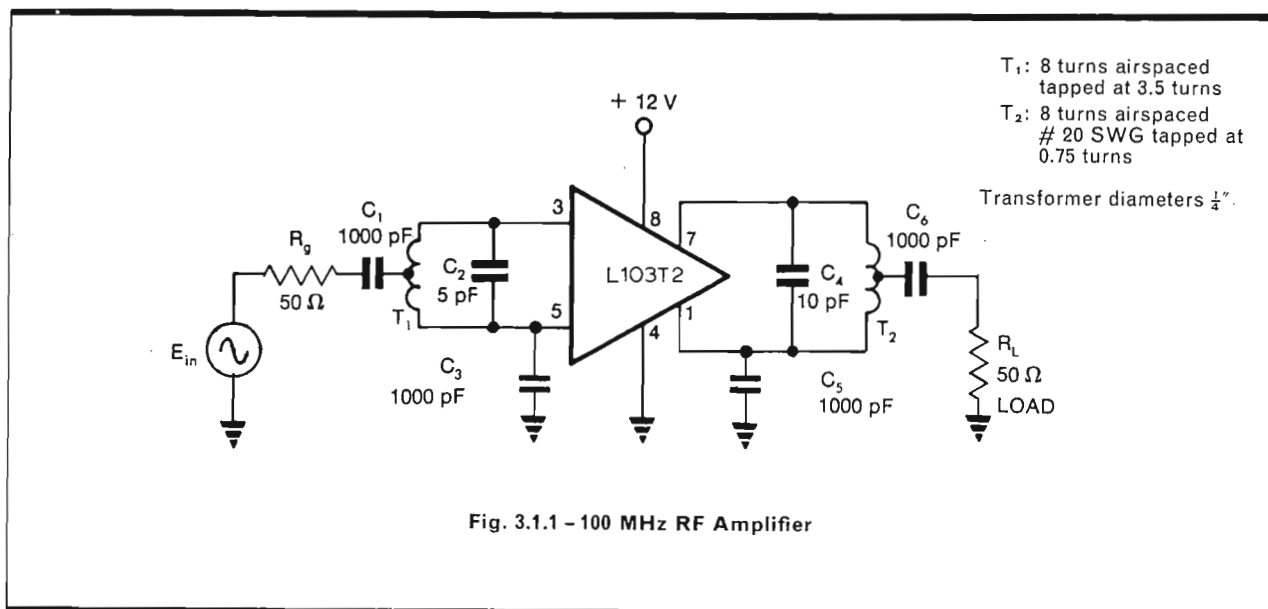 T₁: 8 turns airspaced
tapped at 3.5 turns
T₂: 8 turns airspaced
# 20 SWG tapped at
0.75 turns
Transformer diameters ¼".
+ 12 V
C₁
1000 pF
R_g
50 Ω
E_in
T₁
C₂
5 pF
C₃
1000 pF
3
5
8
L103T2
4
7
1
C₄
10 pF
T₂
C₅
1000 pF
C₆
1000 pF
R_L
50 Ω
LOAD
Fig. 3.1.1 – 100 MHz RF Amplifier